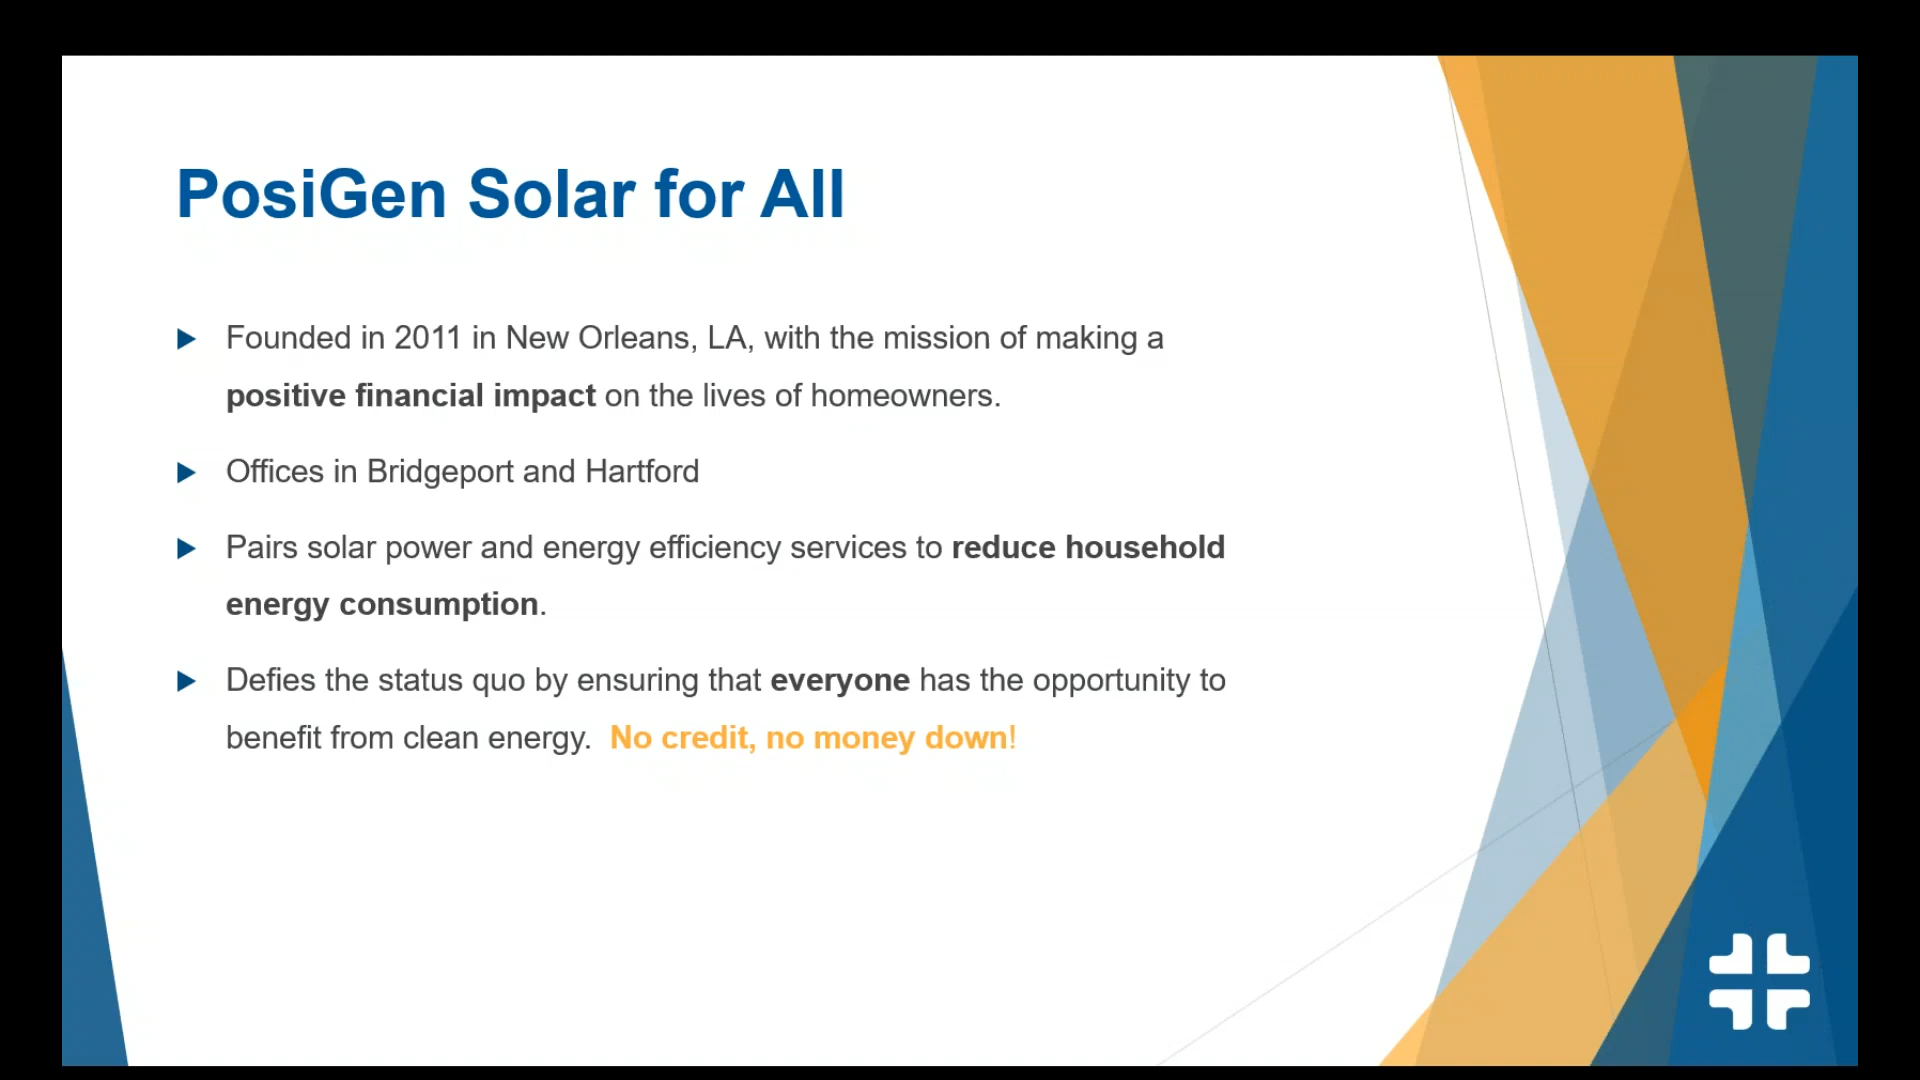 PosiGen Solar for All
Founded in 2011 in New Orleans, LA, with the mission of making a
positive financial impact on the lives of homeowners.
Offices in Bridgeport and Hartford
Pairs solar power and energy efficiency services to reduce household
energy consumption.
Defies the status quo by ensuring that everyone has the opportunity to
benefit from clean energy.  No credit, no money down!